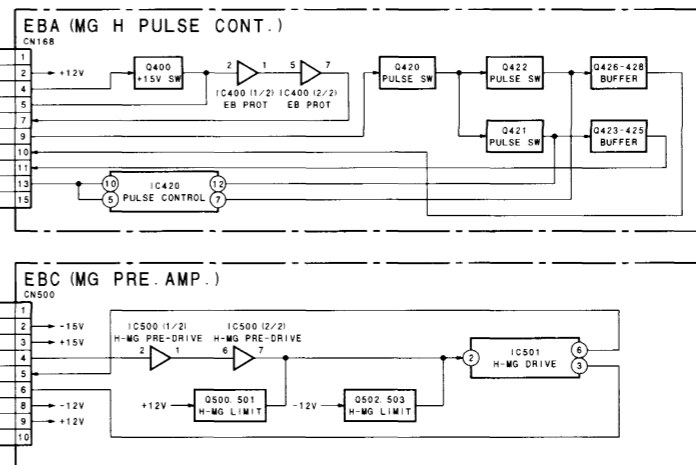 EBA (MG H PULSE CONT.)
CN168
1
2 +12V
4
5
7
9
10
11
13
15
Q400
+15V SW
2 1 5 7
IC400 (1/2) IC400 (2/2)
EB PROT EB PROT
Q420
PULSE SW
Q422
PULSE SW
Q426-428
BUFFER
Q421
PULSE SW
Q423-425
BUFFER
10 IC420 12
5 PULSE CONTROL 7
EBC (MG PRE.AMP.)
CN500
1
2 -15V
3 +15V
4
5
6
8 -12V
9 +12V
10
IC500 (1/2) IC500 (2/2)
H-MG PRE-DRIVE H-MG PRE-DRIVE
2 1 6 7
+12V
Q500. 501
H-MG LIMIT
-12V
Q502. 503
H-MG LIMIT
2 IC501 6
H-MG DRIVE 3